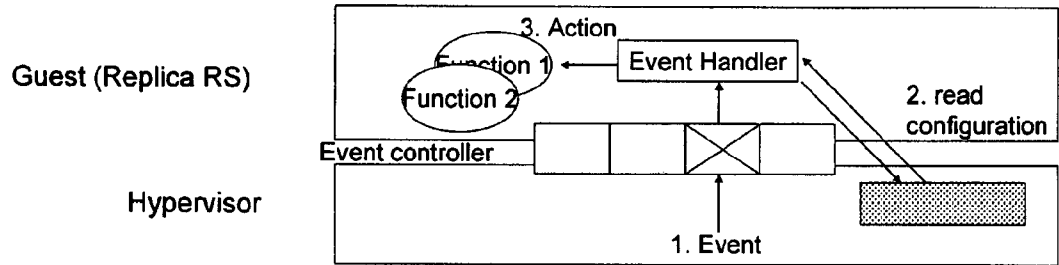 3. Action
Guest (Replica RS)
Function 1
Event Handler
Function 2
2. read
configuration
Event controller
Hypervisor
1. Event